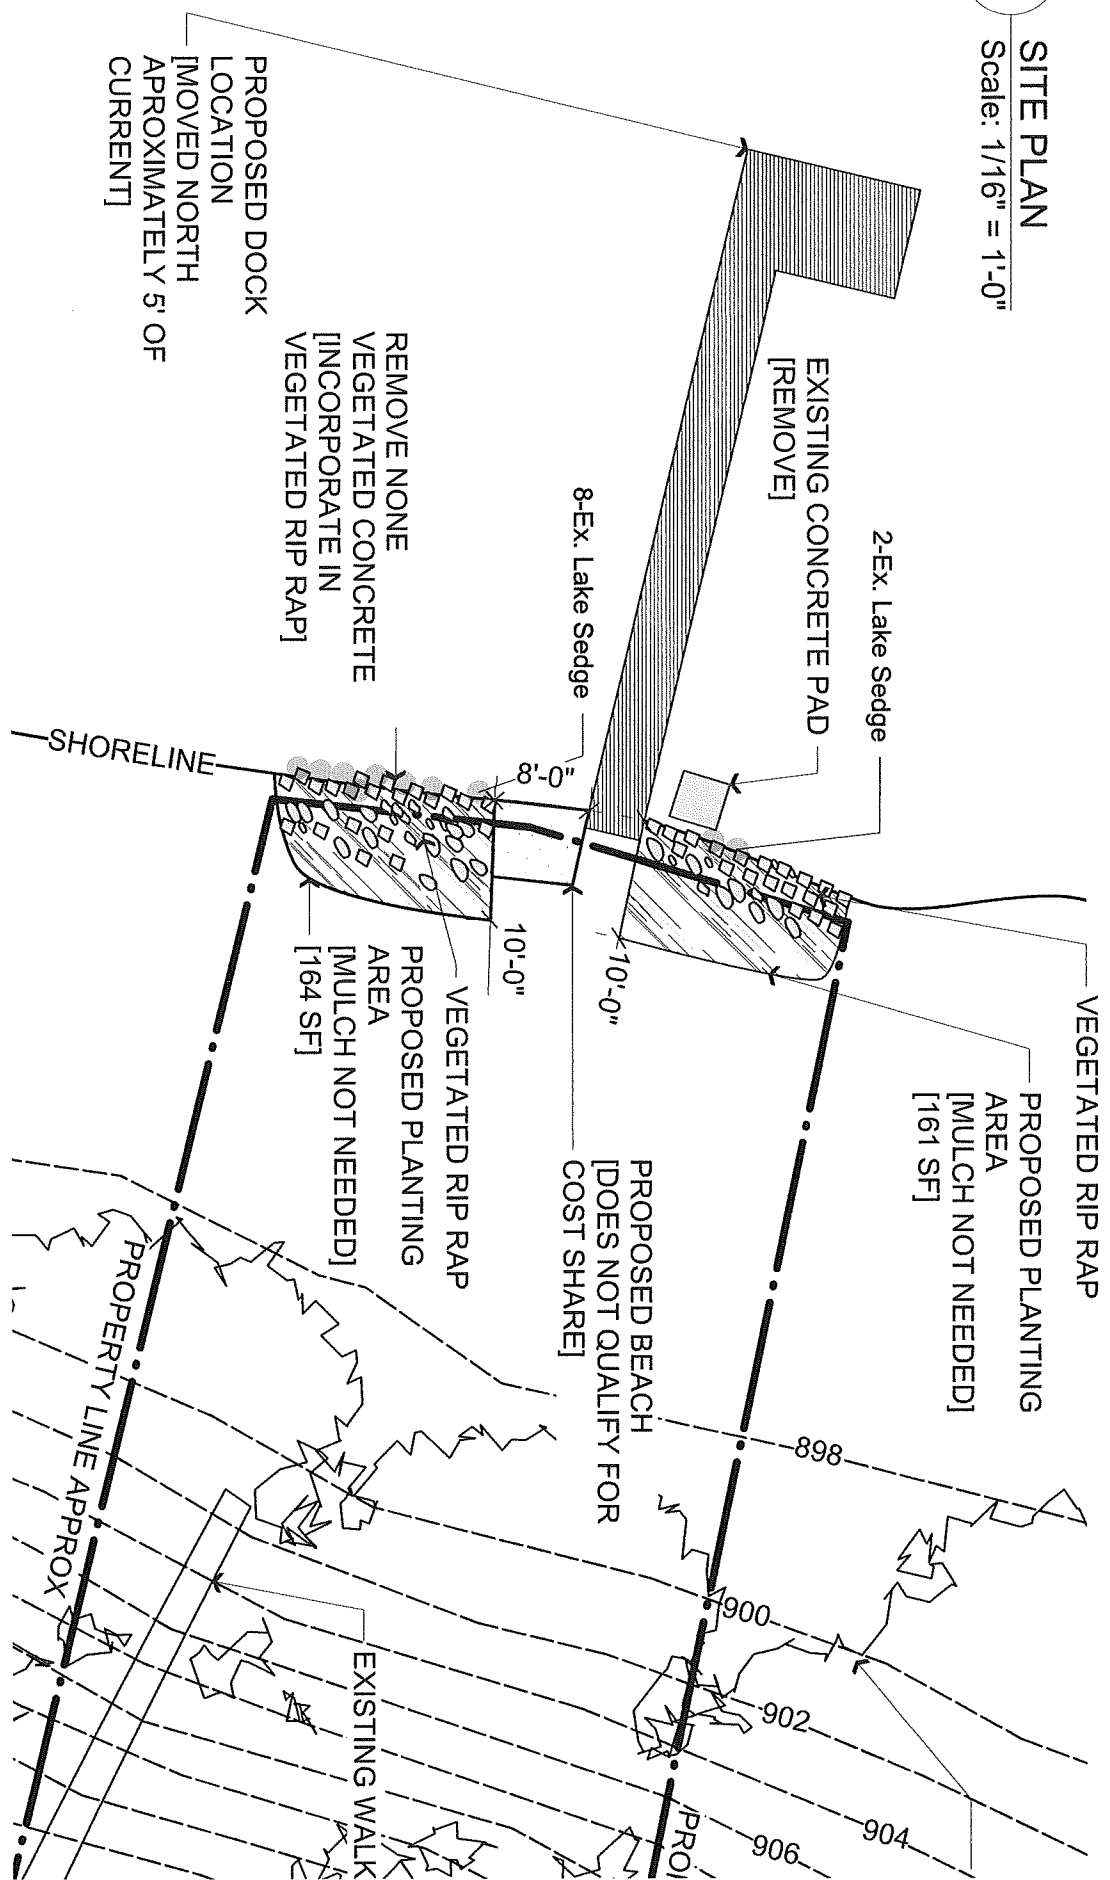 SITE PLAN
Scale: 1/16" = 1'-0"
PROPOSED DOCK
LOCATION
[MOVED NORTH
APROXIMATELY 5' OF
CURRENT]
EXISTING CONCRETE PAD
[REMOVE]
2-Ex. Lake Sedge
8-Ex. Lake Sedge
REMOVE NONE
VEGETATED CONCRETE
[INCORPORATE IN
VEGETATED RIP RAP]
SHORELINE
8'-0"
10'-0"
10'-0"
VEGETATED RIP RAP
PROPOSED PLANTING
AREA
[MULCH NOT NEEDED]
[161 SF]
VEGETATED RIP RAP
PROPOSED PLANTING
AREA
[MULCH NOT NEEDED]
[164 SF]
PROPOSED BEACH
[DOES NOT QUALIFY FOR
COST SHARE]
898
900
902
904
906
PROPERTY LINE APPROX
EXISTING WALK
PRO